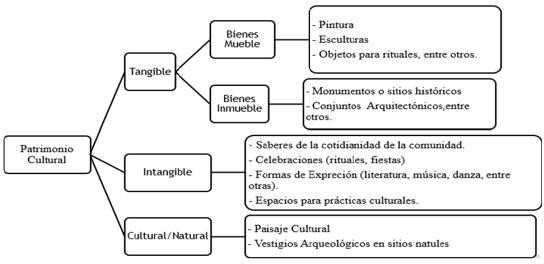 Patrimonio
Cultural
Tangible
Bienes
Mueble
- Pintura
- Esculturas
- Objetos para rituales, entre otros.
Bienes
Inmueble
- Monumentos o sitios históricos
- Conjuntos Arquitectónicos,entre
otros.
Intangible
- Saberes de la cotidianidad de la comunidad.
- Celebraciones (rituales, fiestas)
- Formas de Expreción (literatura, música, danza, entre
otras).
- Espacios para prácticas culturales.
Cultural/Natural
- Paisaje Cultural
- Vestigios Arqueológicos en sitios natules